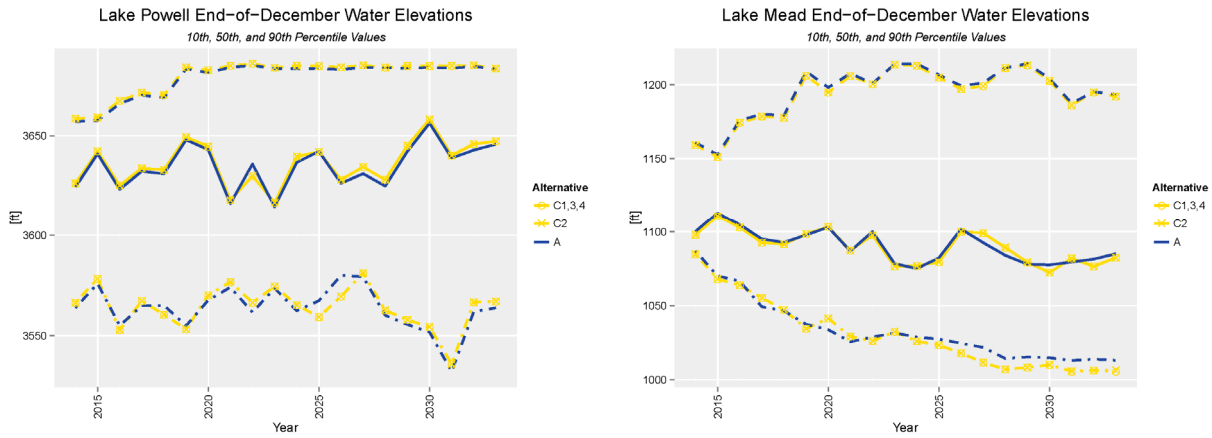 Lake Powell End−of−December Water Elevations
10th, 50th, and 90th Percentile Values
[ft]
3650
3600
3550
2015
2020
2025
2030
Year
Alternative
C1,3,4
C2
A
Lake Mead End−of−December Water Elevations
10th, 50th, and 90th Percentile Values
[ft]
1200
1150
1100
1050
1000
2015
2020
2025
2030
Year
Alternative
C1,3,4
C2
A